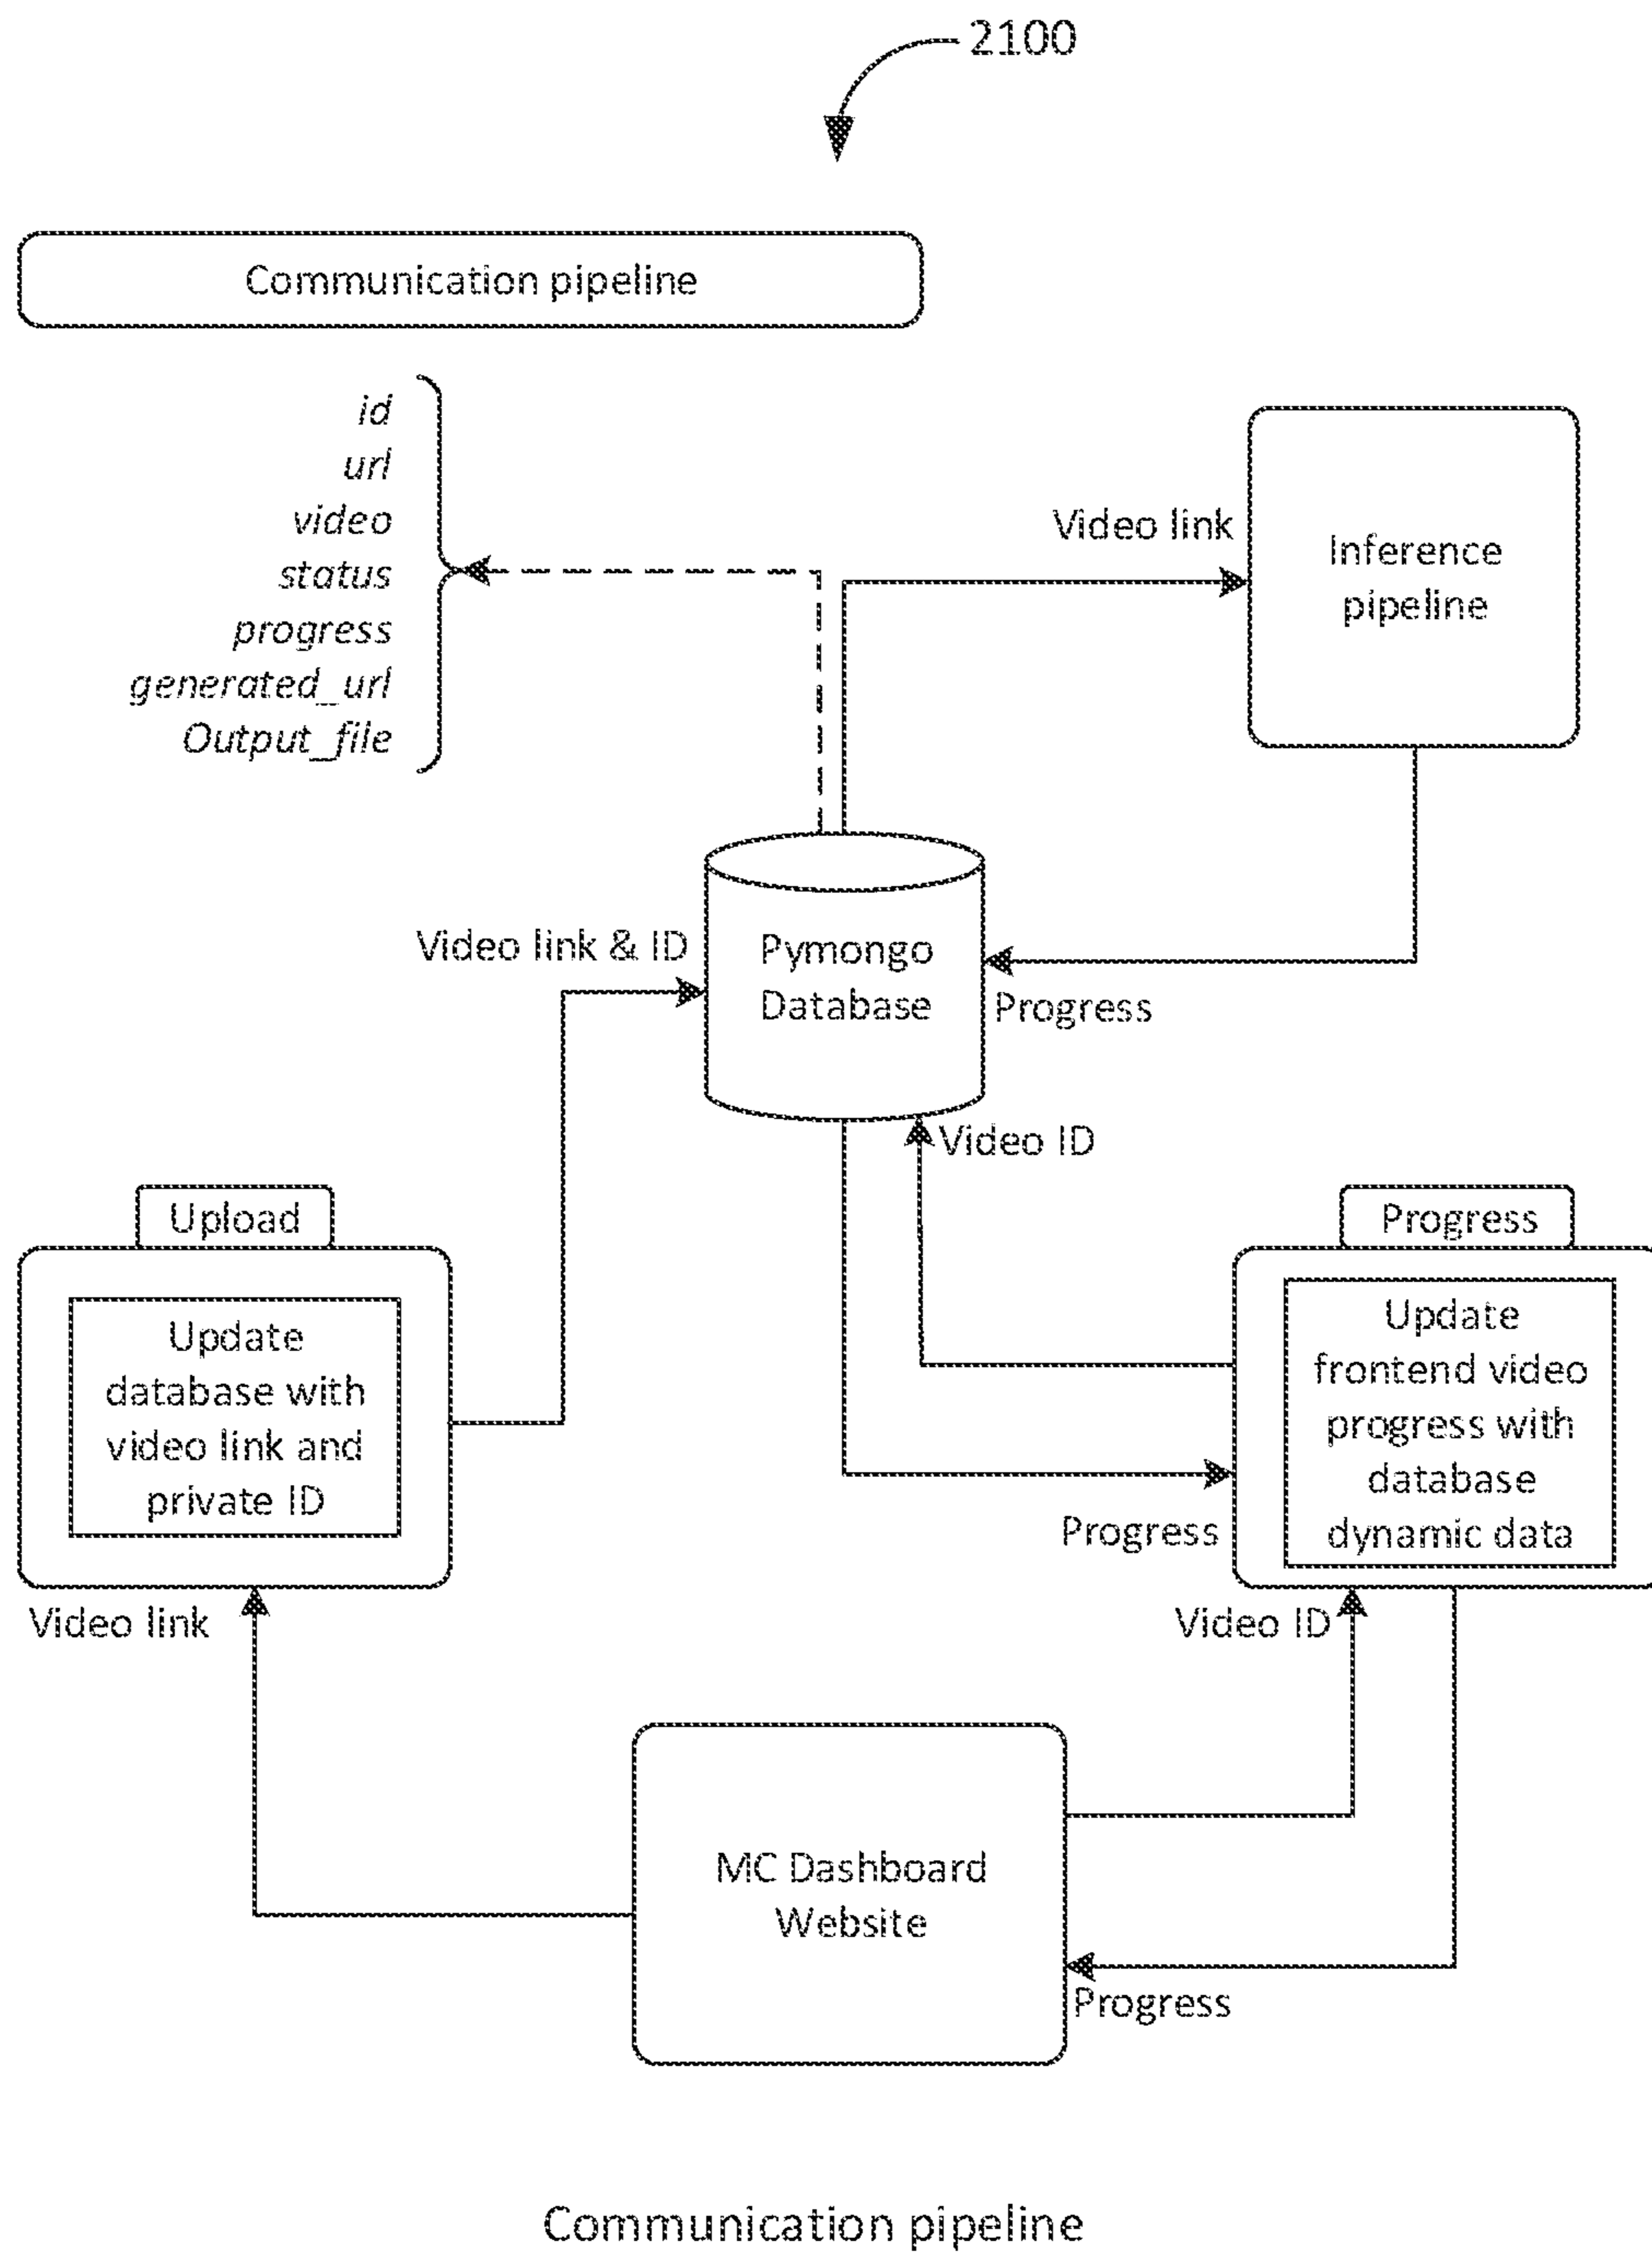 2100
Communication pipeline
id
url
video
status
progress
generated_url
Output_file
Video link
Inference
pipeline
Video link & ID
Pymongo
Database
Progress
Video ID
Upload
Update
database with
video link and
private ID
Progress
Update
frontend video
progress with
database
dynamic data
Progress
Video link
Video ID
MC Dashboard
Website
Progress
Communication pipeline